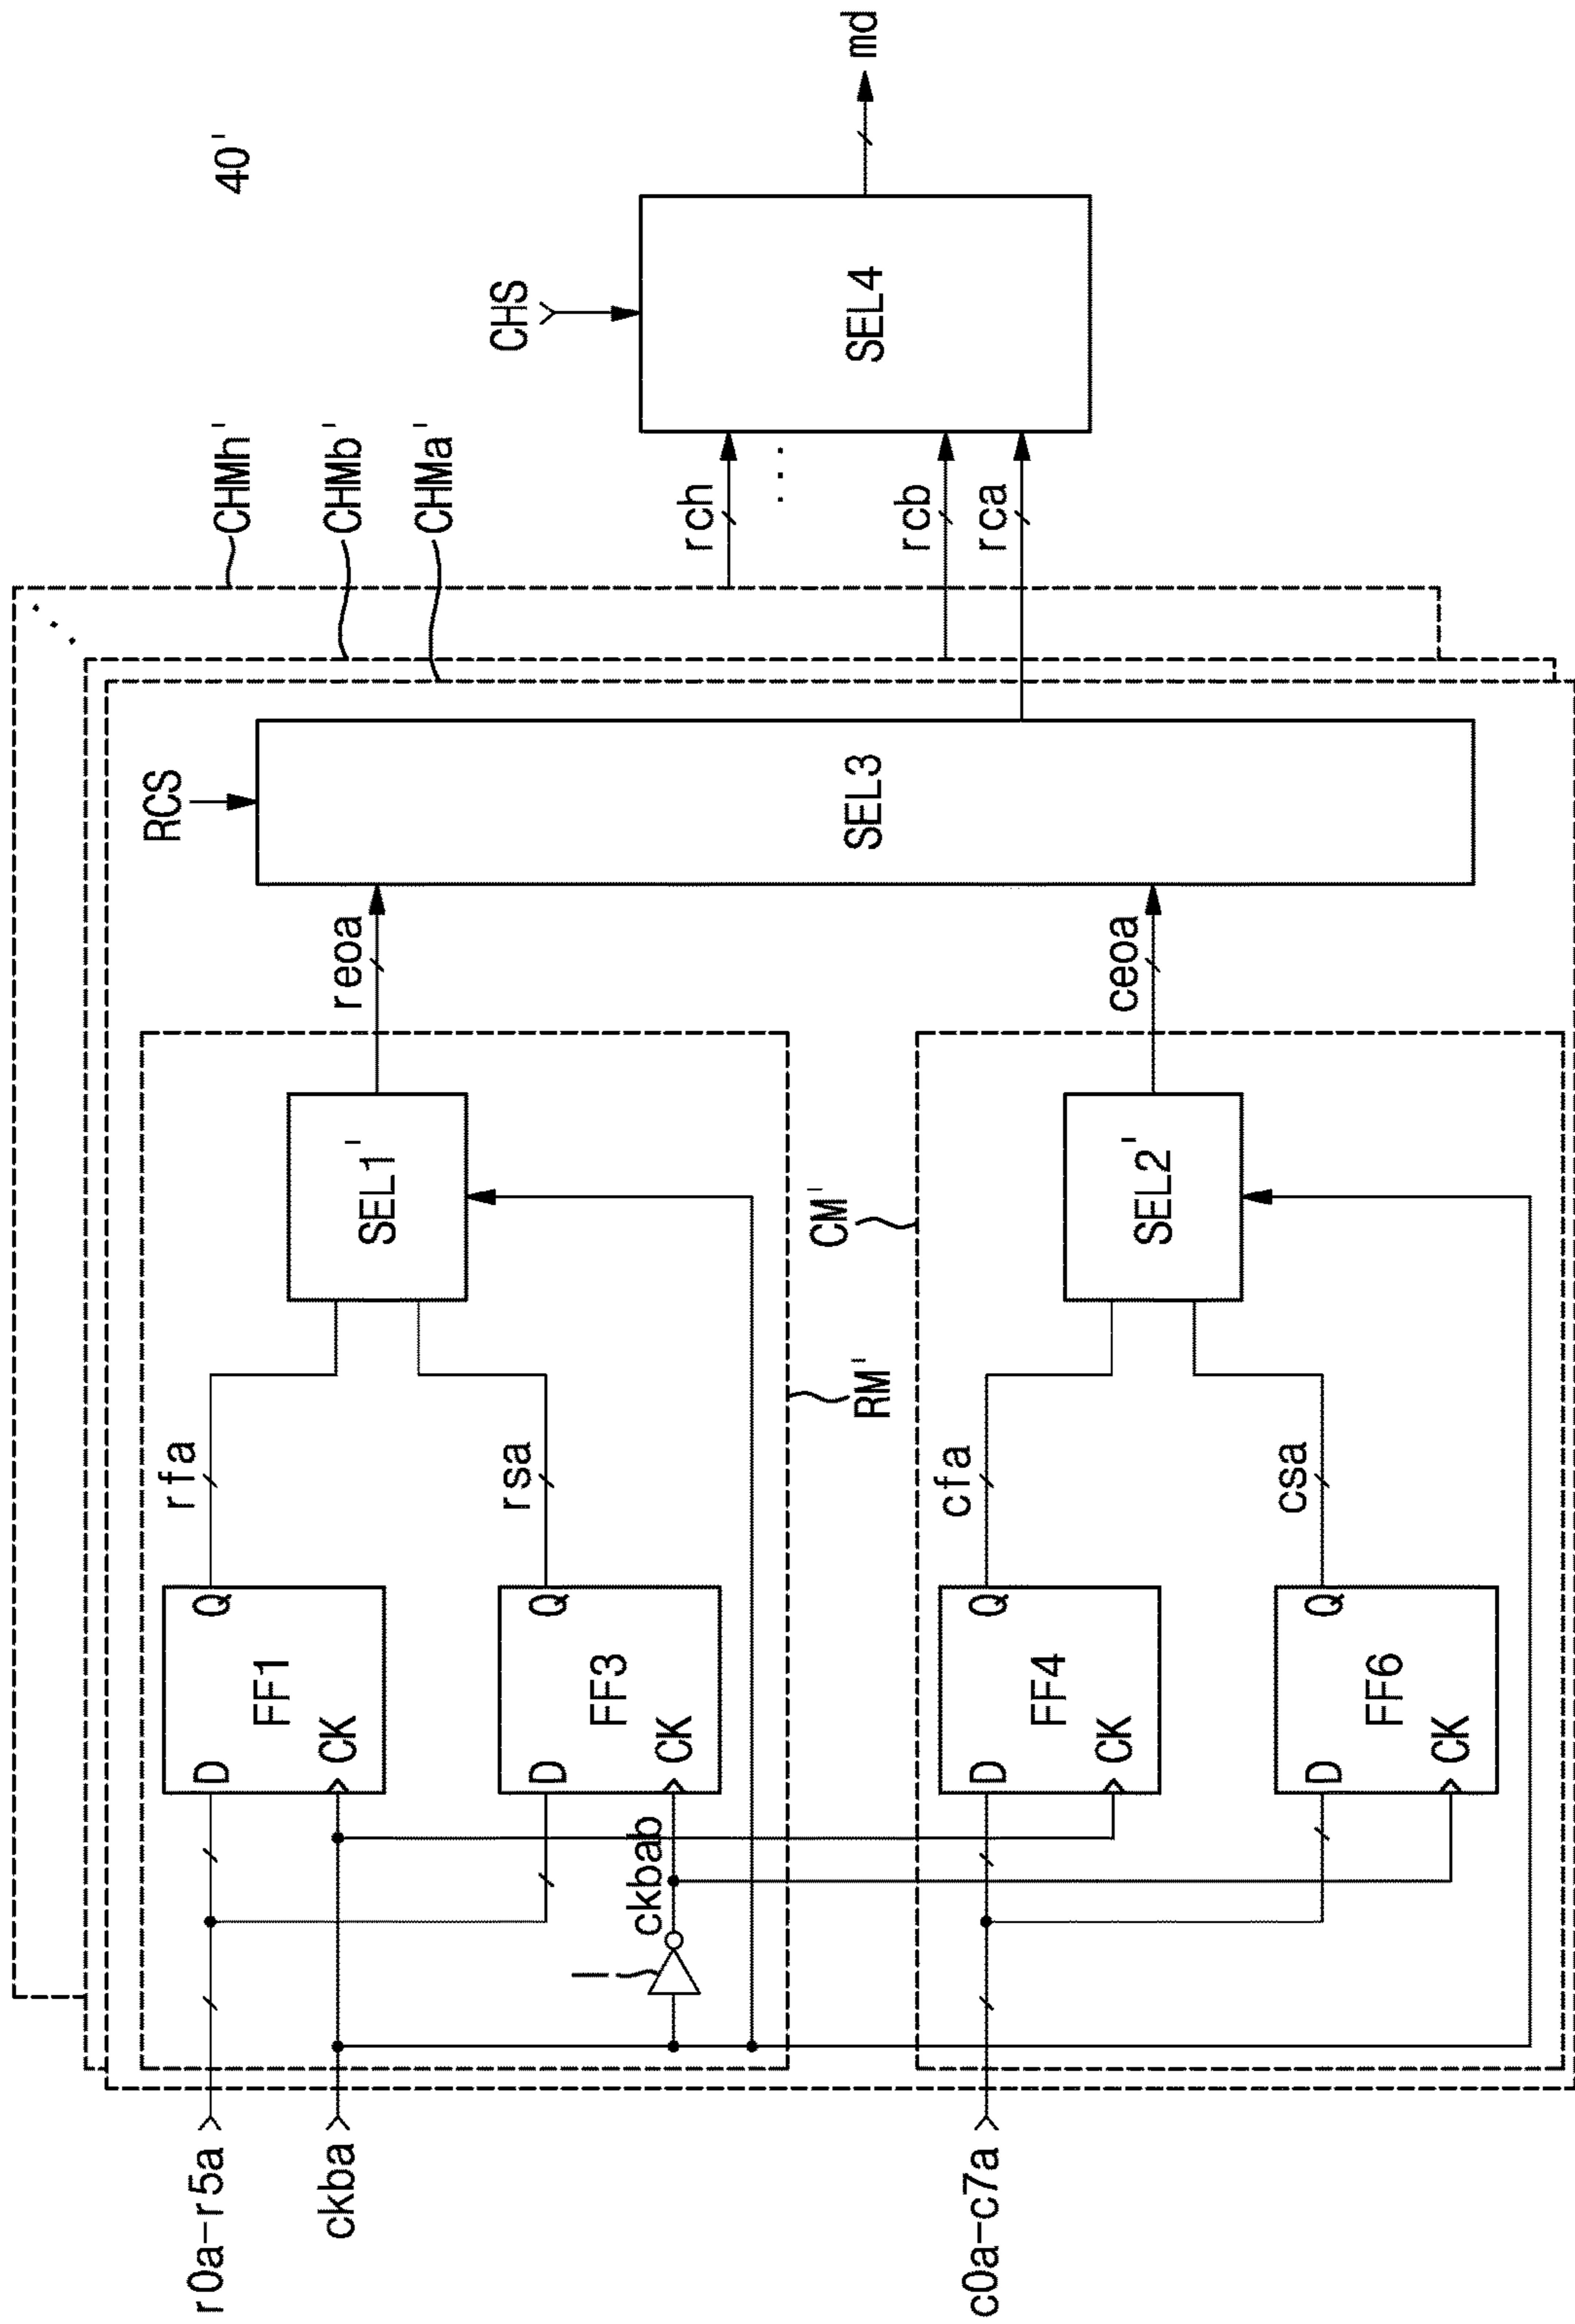 40'
CHMh'
CHMb'
CHMa'
RCS
CHS
r0a-r5a
ckba
D
Q
FF1
CK
rfa
SEL1'
reoa
SEL3
rch
...
rcb
rca
SEL4
md
I
ckbab
D
Q
FF3
CK
rsa
RM'
CM'
c0a-c7a
D
Q
FF4
CK
cfa
SEL2'
ceoa
D
Q
FF6
CK
csa